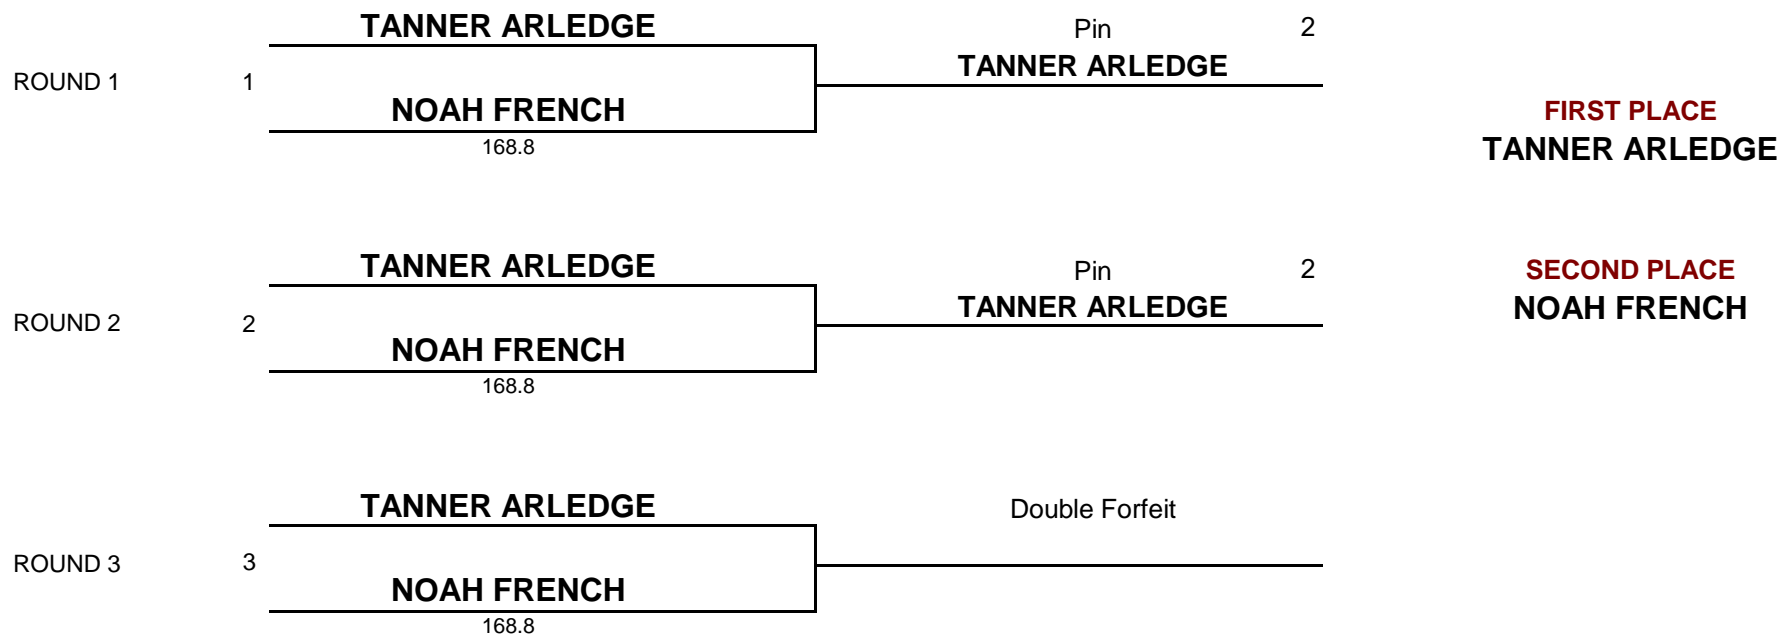 TANNER ARLEDGE
Pin 2
TANNER ARLEDGE
ROUND 1 1
NOAH FRENCH
168.8
FIRST PLACE
TANNER ARLEDGE
TANNER ARLEDGE
Pin 2
TANNER ARLEDGE
ROUND 2 2
NOAH FRENCH
168.8
SECOND PLACE
NOAH FRENCH
TANNER ARLEDGE
Double Forfeit
ROUND 3 3
NOAH FRENCH
168.8